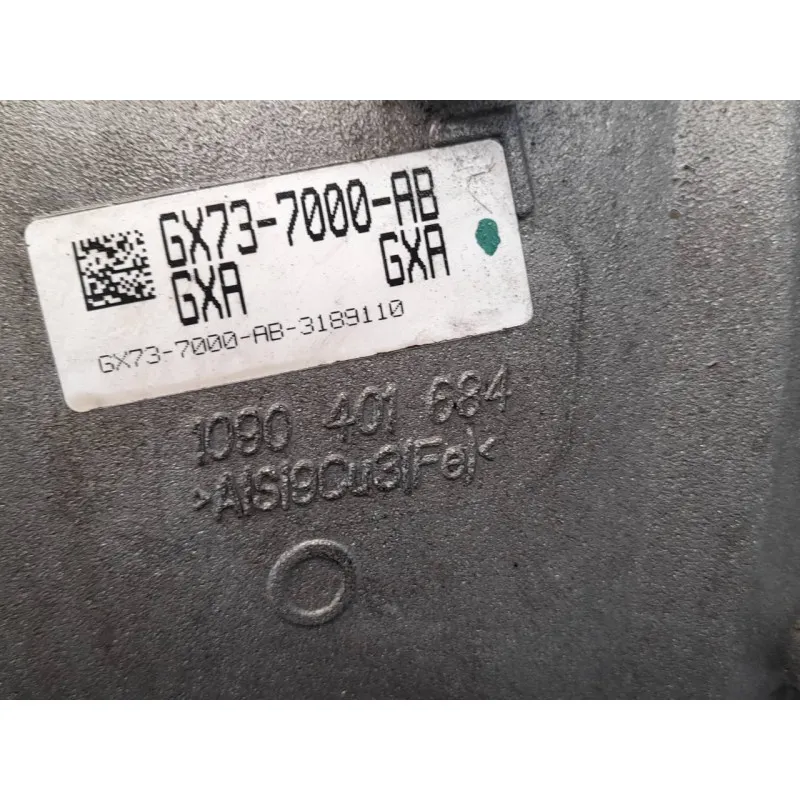 GX73-7000-AB
GXA GXA
GX73-7000-AB-3189110
1090 401 684
>AlSi9Cu3(Fe)<